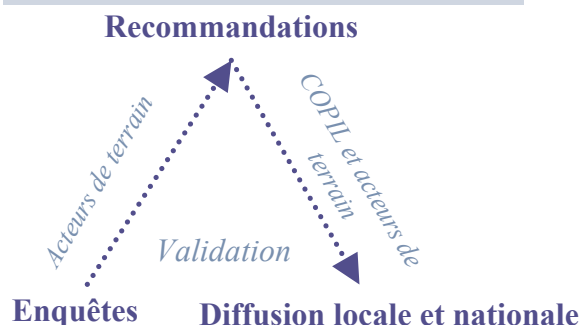 Recommandations
Acteurs de terrain
COPIL et acteurs de
terrain
Validation
Enquêtes
Diffusion locale et nationale